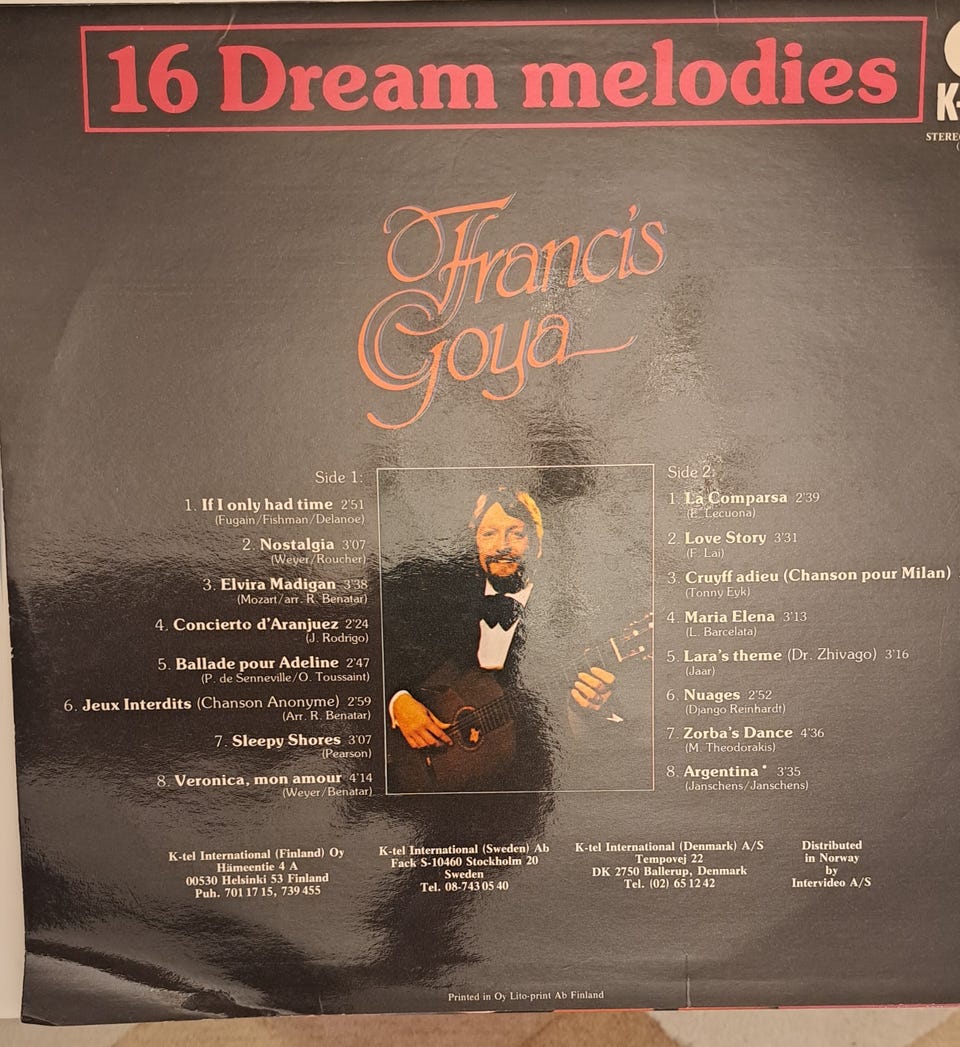 16 Dream melodies
K-
STEREO
Francis
Goya
Side 1:
1. If I only had time 2'51
(Fugain/Fishman/Delanoe)
2. Nostalgia 3'07
(Weyer/Roucher)
3. Elvira Madigan 3'38
(Mozart/arr. R. Benatar)
4. Concierto d'Aranjuez 2'24
(J. Rodrigo)
5. Ballade pour Adeline 2'47
(P. de Senneville/O. Toussaint)
6. Jeux Interdits (Chanson Anonyme) 2'59
(Arr. R. Benatar)
7. Sleepy Shores 3'07
(Pearson)
8. Veronica, mon amour 4'14
(Weyer/Benatar)
Side 2:
1. La Comparsa 2'39
(E. Lecuona)
2. Love Story 3'31
(F. Lai)
3. Cruyff adieu (Chanson pour Milan)
(Tonny Eyk)
4. Maria Elena 3'13
(L. Barcelata)
5. Lara's theme (Dr. Zhivago) 3'16
(Jaar)
6. Nuages 2'52
(Django Reinhardt)
7. Zorba's Dance 4'36
(M. Theodorakis)
8. Argentina* 3'35
(Janschens/Janschens)
K-tel International (Finland) Oy
Hämeentie 4 A
00530 Helsinki 53 Finland
Puh. 701 17 15, 739 455
K-tel International (Sweden) Ab
Fack S-10460 Stockholm 20
Sweden
Tel. 08-743 05 40
K-tel International (Denmark) A/S
Tempovej 22
DK 2750 Ballerup, Denmark
Tel. (02) 65 12 42
Distributed
in Norway
by
Intervideo A/S
Printed in Oy Lito-print Ab Finland